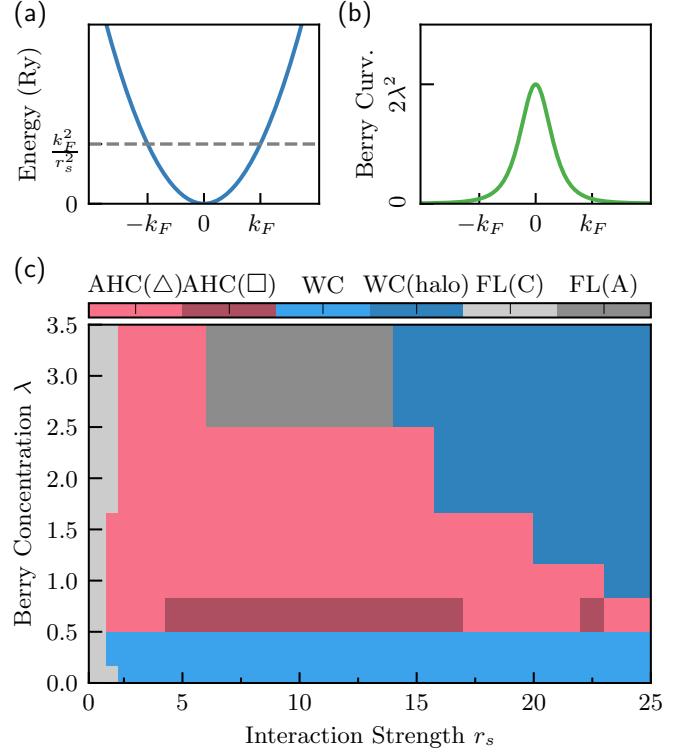 (a)
(b)
Energy (Ry)
k_F^2 / r_s^2
0
−k_F 0 k_F
Berry Curv.
2λ²
0
−k_F 0 k_F
(c)
AHC(△) AHC(□) WC WC(halo) FL(C) FL(A)
Berry Concentration λ
3.5
3.0
2.5
2.0
1.5
1.0
0.5
0.0
0 5 10 15 20 25
Interaction Strength r_s